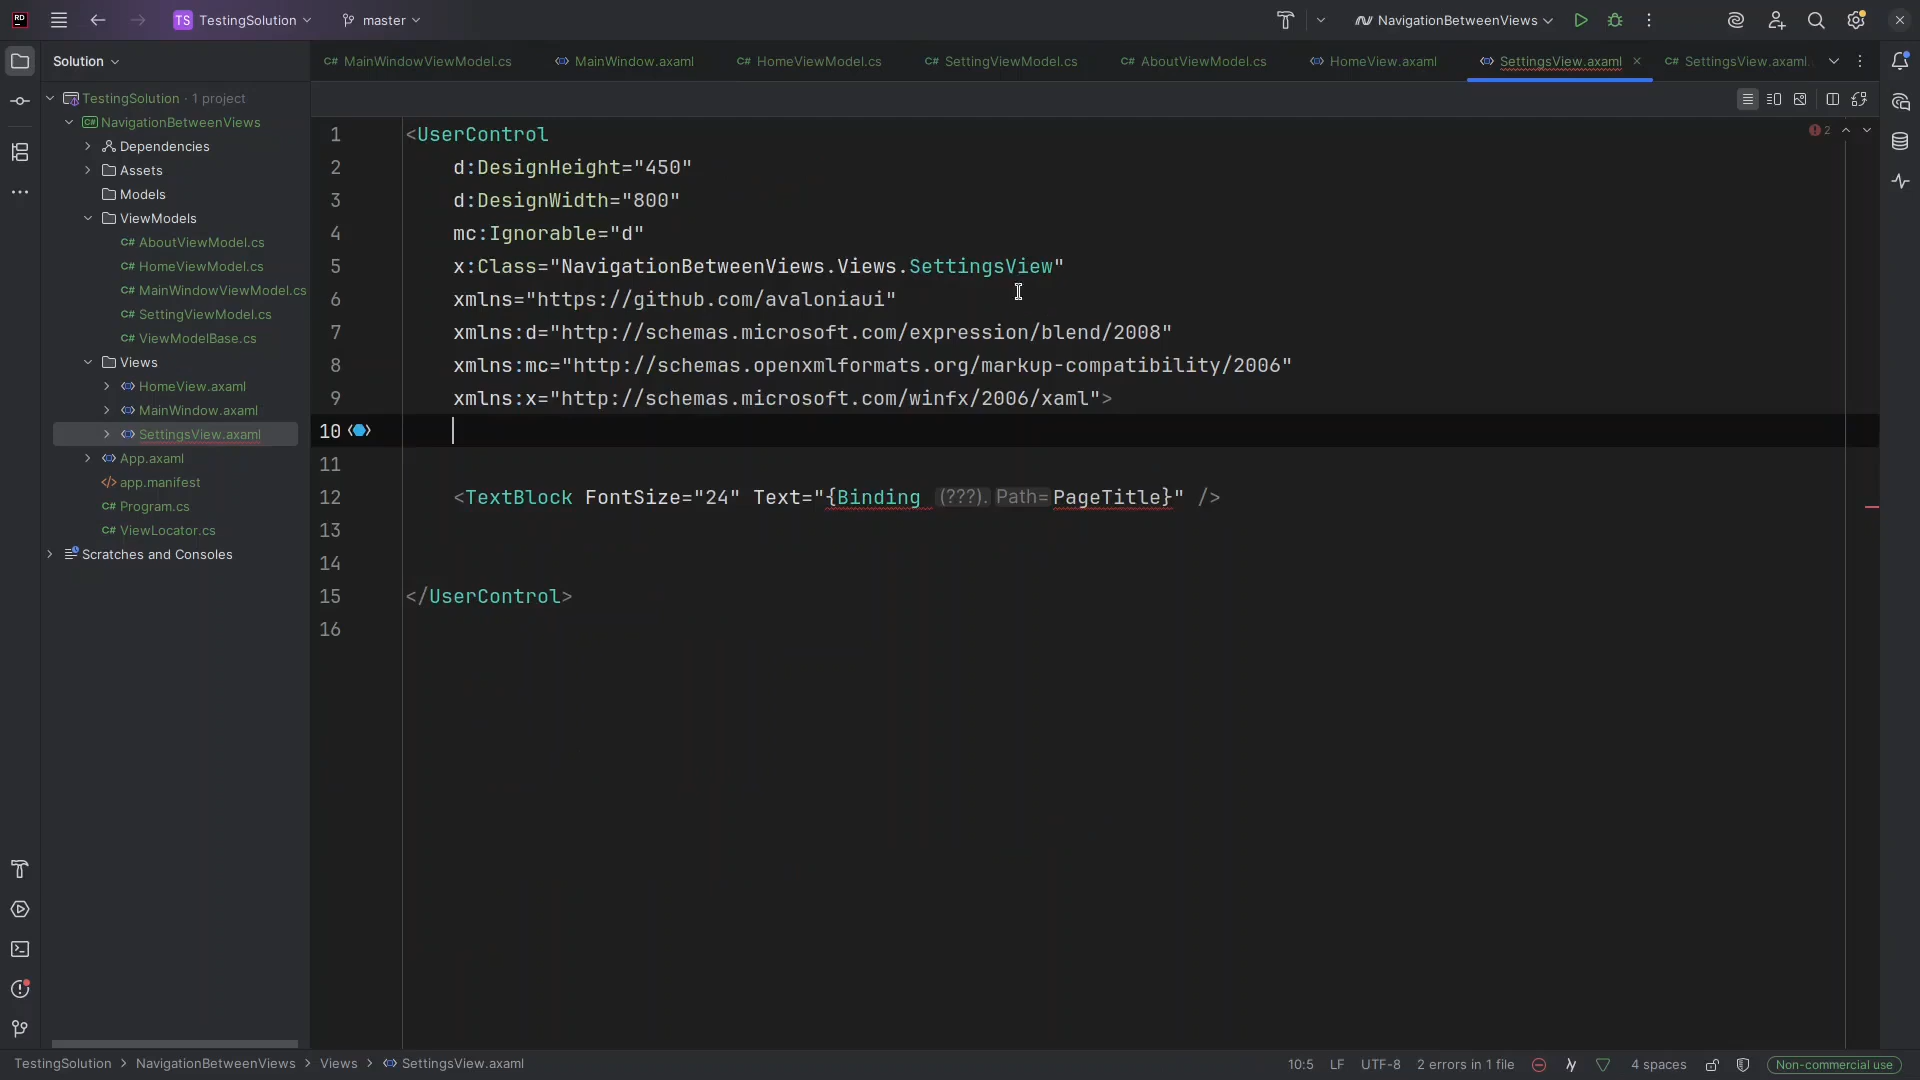 RD TS TestingSolution master NavigationBetweenViews
Solution
MainWindowViewModel.cs MainWindow.axaml HomeViewModel.cs SettingViewModel.cs AboutViewModel.cs HomeView.axaml SettingsView.axaml SettingsView.axaml.
TestingSolution · 1 project
NavigationBetweenViews
Dependencies
Assets
Models
ViewModels
C# AboutViewModel.cs
C# HomeViewModel.cs
C# MainWindowViewModel.cs
C# SettingViewModel.cs
C# ViewModelBase.cs
Views
HomeView.axaml
MainWindow.axaml
SettingsView.axaml
App.axaml
app.manifest
C# Program.cs
C# ViewLocator.cs
Scratches and Consoles
2
1 <UserControl
2 d:DesignHeight="450"
3 d:DesignWidth="800"
4 mc:Ignorable="d"
5 x:Class="NavigationBetweenViews.Views.SettingsView"
6 xmlns="https://github.com/avaloniaui"
7 xmlns:d="http://schemas.microsoft.com/expression/blend/2008"
8 xmlns:mc="http://schemas.openxmlformats.org/markup-compatibility/2006"
9 xmlns:x="http://schemas.microsoft.com/winfx/2006/xaml">
10
11
12 <TextBlock FontSize="24" Text="{Binding (???). Path=PageTitle}" />
13
14
15 </UserControl>
16
TestingSolution > NavigationBetweenViews > Views > SettingsView.axaml
10:5 LF UTF-8 2 errors in 1 file 4 spaces Non-commercial use